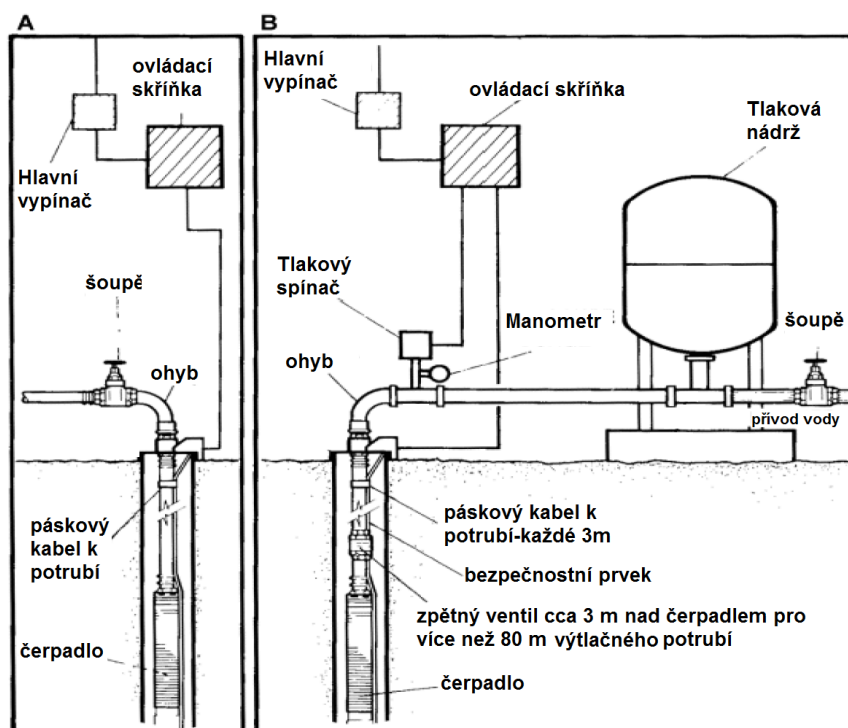 A
ovládací
skříňka
Hlavní
vypínač
šoupě
ohyb
páskový
kabel k
potrubí
čerpadlo
B
Hlavní
vypínač
ovládací skříňka
Tlaková
nádrž
Tlakový
spínač
Manometr
šoupě
ohyb
přívod vody
páskový kabel k
potrubí-každé 3m
bezpečnostní prvek
zpětný ventil cca 3 m nad čerpadlem pro
více než 80 m výtlačného potrubí
čerpadlo